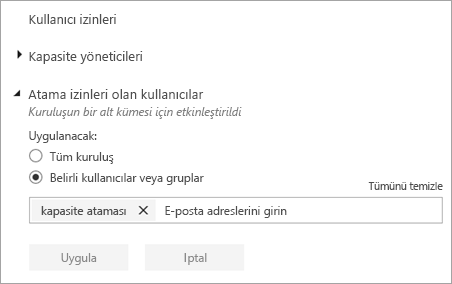 Kullanıcı izinleri
Kapasite yöneticileri
Atama izinleri olan kullanıcılar
Kuruluşun bir alt kümesi için etkinleştirildi
Uygulanacak:
Tüm kuruluş
Belirli kullanıcılar veya gruplar
Tümünü temizle
kapasite ataması E-posta adreslerini girin
Uygula Iptal